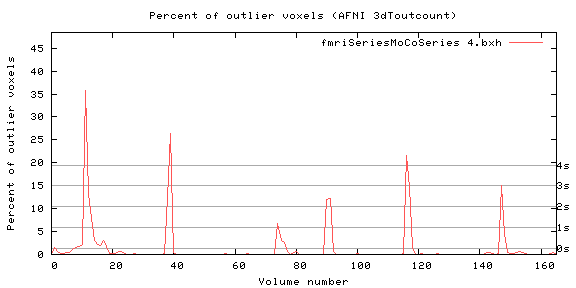 Percent of outlier voxels (AFNI 3dToutcount)
fmriSeriesMoCoSeries 4.bxh
Percent of outlier voxels
45
40
35
30
25
20
15
10
5
0
4s
3s
2s
1s
0s
0 20 40 60 80 100 120 140 160
Volume number